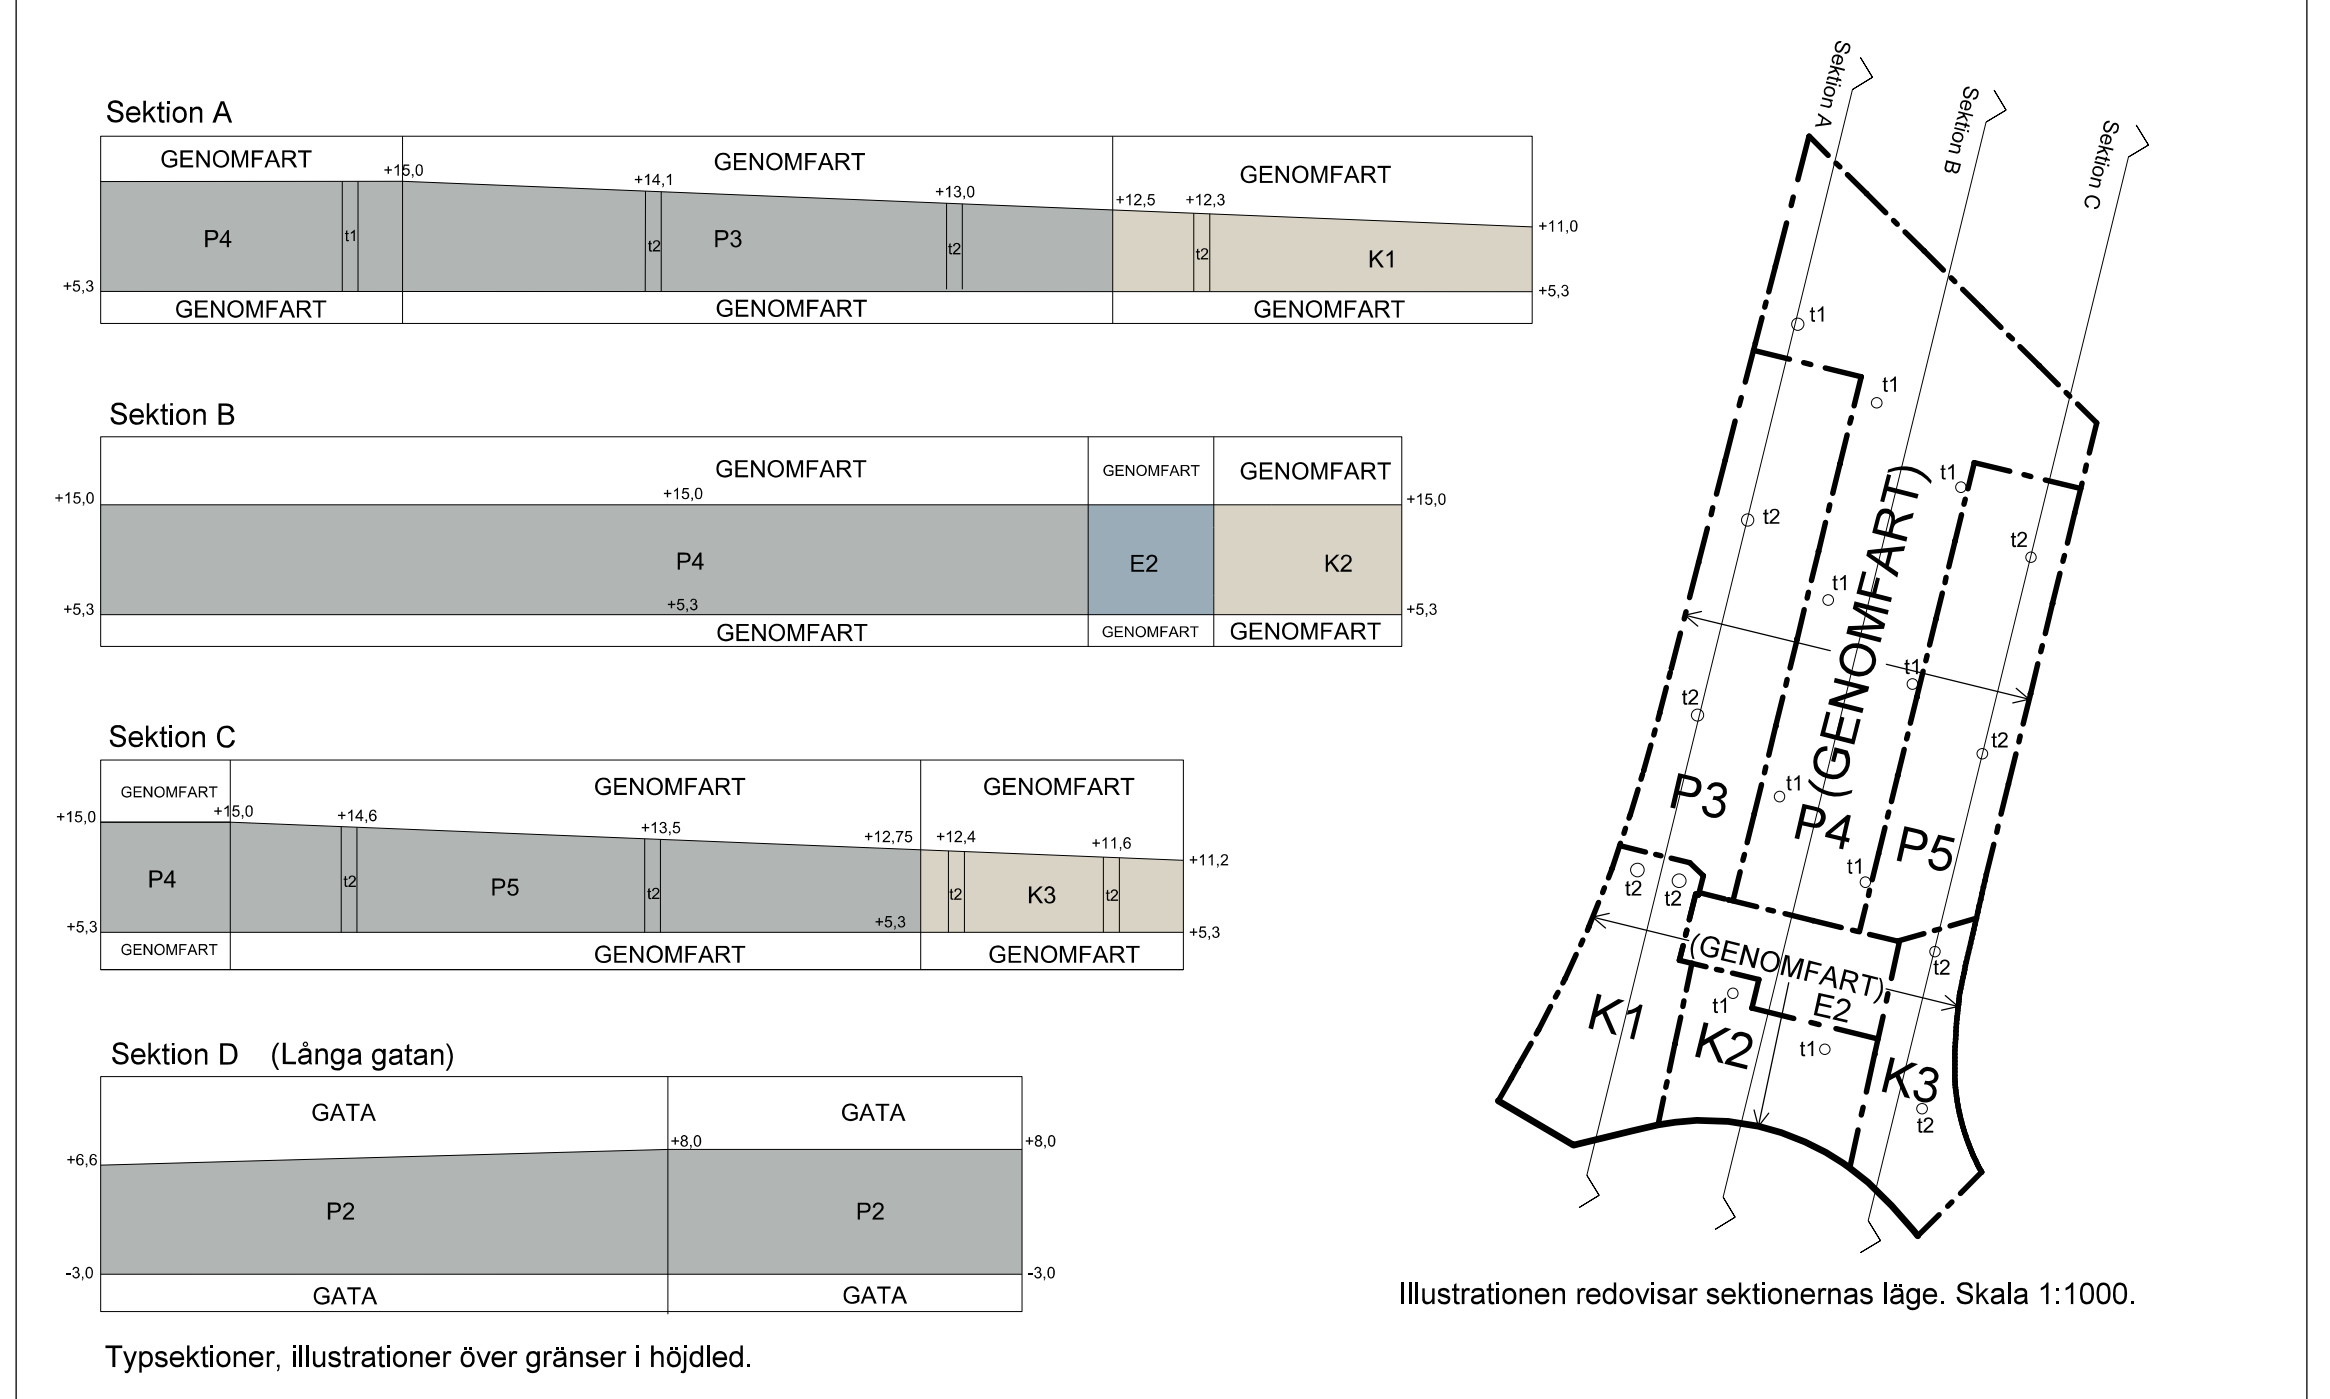 Sektion A
GENOMFART
GENOMFART
GENOMFART
+15,0
+14,1
+13,0
+12,5
+12,3
+11,0
P4
t1
t2
P3
t2
t2
K1
+5,3
+5,3
GENOMFART
GENOMFART
GENOMFART
Sektion B
GENOMFART
GENOMFART
GENOMFART
+15,0
+15,0
+15,0
P4
E2
K2
+5,3
+5,3
+5,3
GENOMFART
GENOMFART
GENOMFART
Sektion C
GENOMFART
GENOMFART
GENOMFART
+15,0
+15,0
+14,6
+13,5
+12,75
+12,4
+11,6
+11,2
P4
t2
P5
t2
t2
K3
t2
+5,3
+5,3
+5,3
GENOMFART
GENOMFART
GENOMFART
Sektion D (Långa gatan)
GATA
GATA
+6,6
+8,0
+8,0
P2
P2
-3,0
-3,0
GATA
GATA
Typsektioner, illustrationer över gränser i höjdled.
Sektion A
Sektion B
Sektion C
t1
t1
t1
t2
t2
t1
t1
t2
t2
(GENOMFART)
P3
t1
P4
P5
t1
t2
t2
(GENOMFART)
t2
t1
E2
K1
K2
t1
K3
t2
Illustrationen redovisar sektionernas läge. Skala 1:1000.